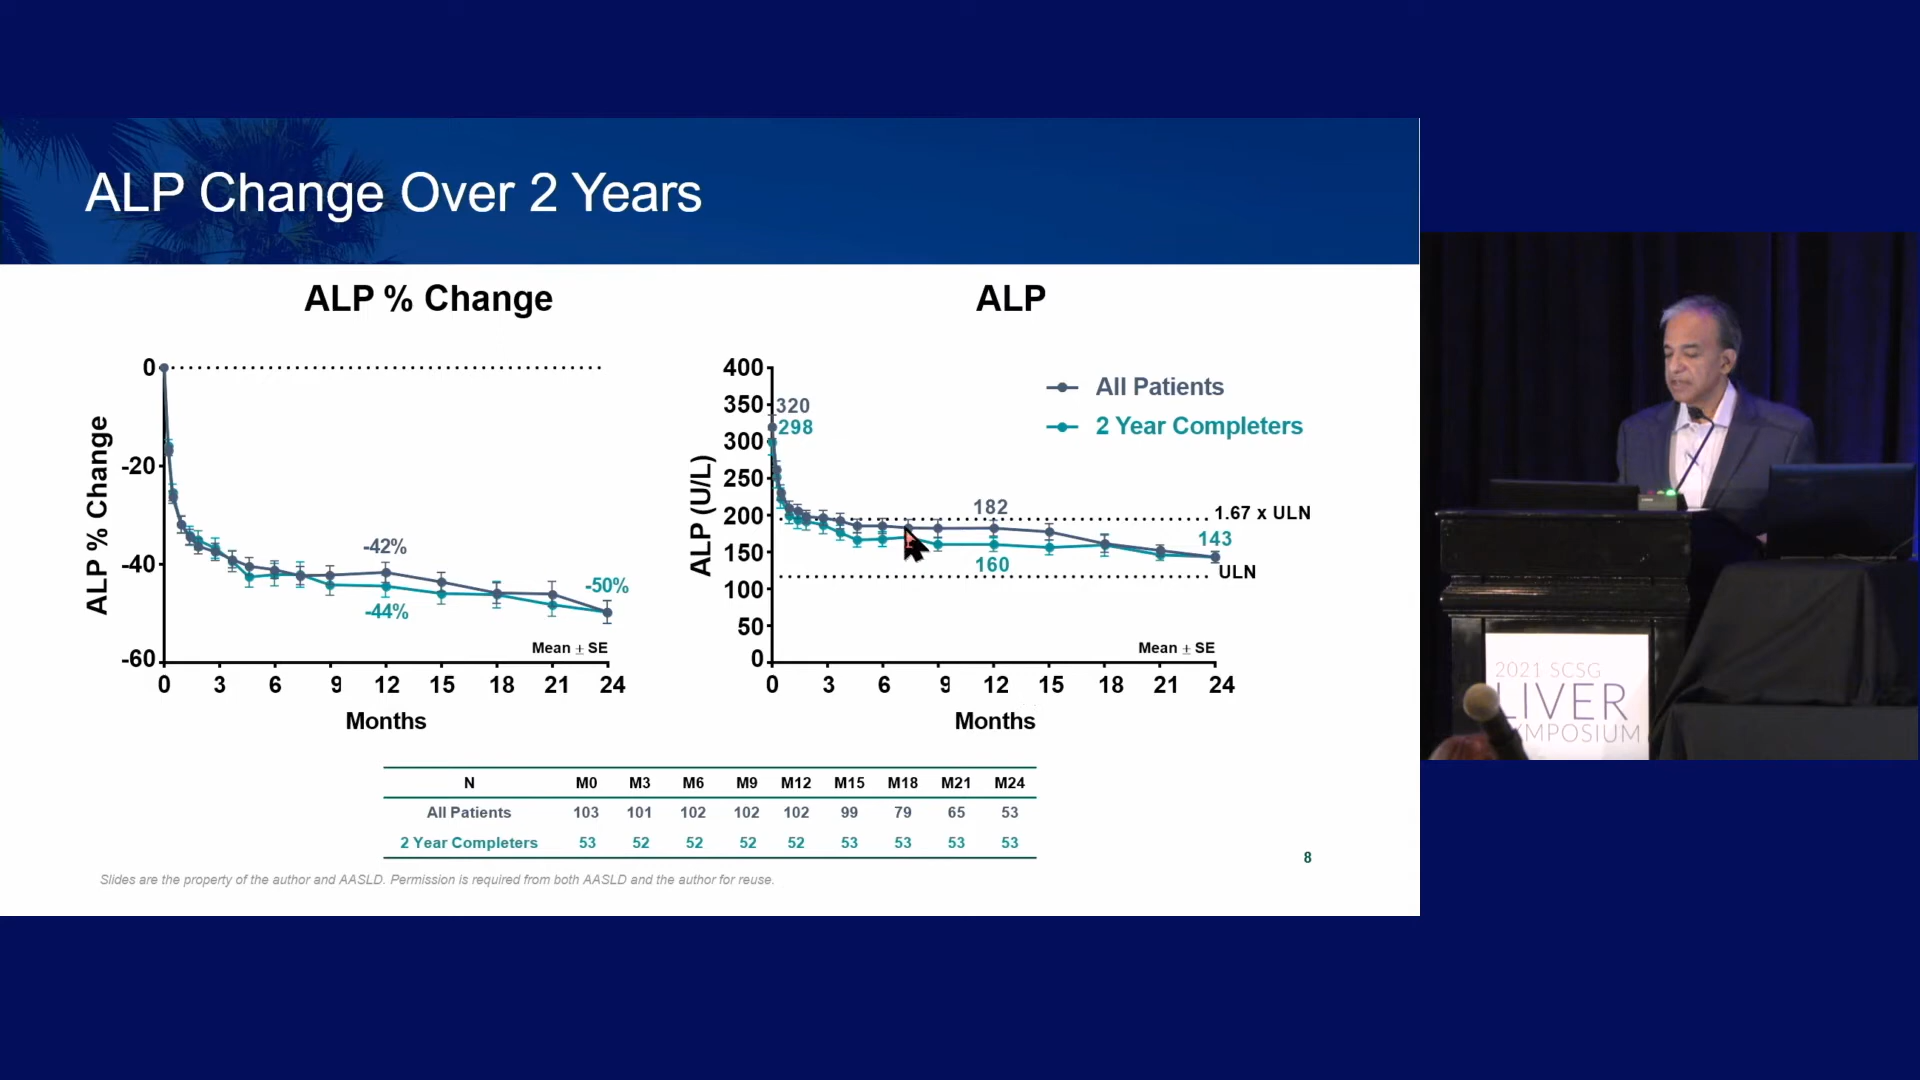 ALP Change Over 2 Years
ALP % Change
ALP % Change
0
-20
-40
-60
-42%
-44%
-50%
Mean ± SE
0 3 6 9 12 15 18 21 24
Months
ALP
ALP (U/L)
400
350
300
250
200
150
100
50
0
320
298
All Patients
2 Year Completers
182
1.67 x ULN
143
160
ULN
Mean ± SE
0 3 6 9 12 15 18 21 24
Months
N M0 M3 M6 M9 M12 M15 M18 M21 M24
All Patients 103 101 102 102 102 99 79 65 53
2 Year Completers 53 52 52 52 52 53 53 53 53
8
Slides are the property of the author and AASLD. Permission is required from both AASLD and the author for reuse.
2021 SCSG
LIVER
YMPOSIUM